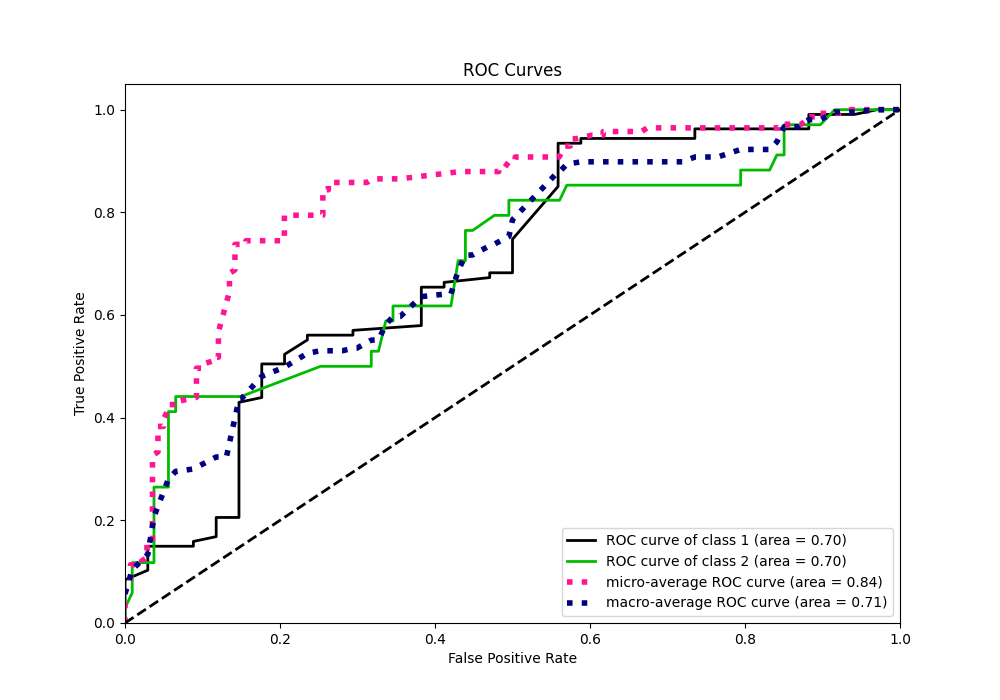 ROC Curves
True Positive Rate
1.0
0.8
0.6
0.4
0.2
0.0
0.0 0.2 0.4 0.6 0.8 1.0
False Positive Rate
ROC curve of class 1 (area = 0.70)
ROC curve of class 2 (area = 0.70)
micro-average ROC curve (area = 0.84)
macro-average ROC curve (area = 0.71)